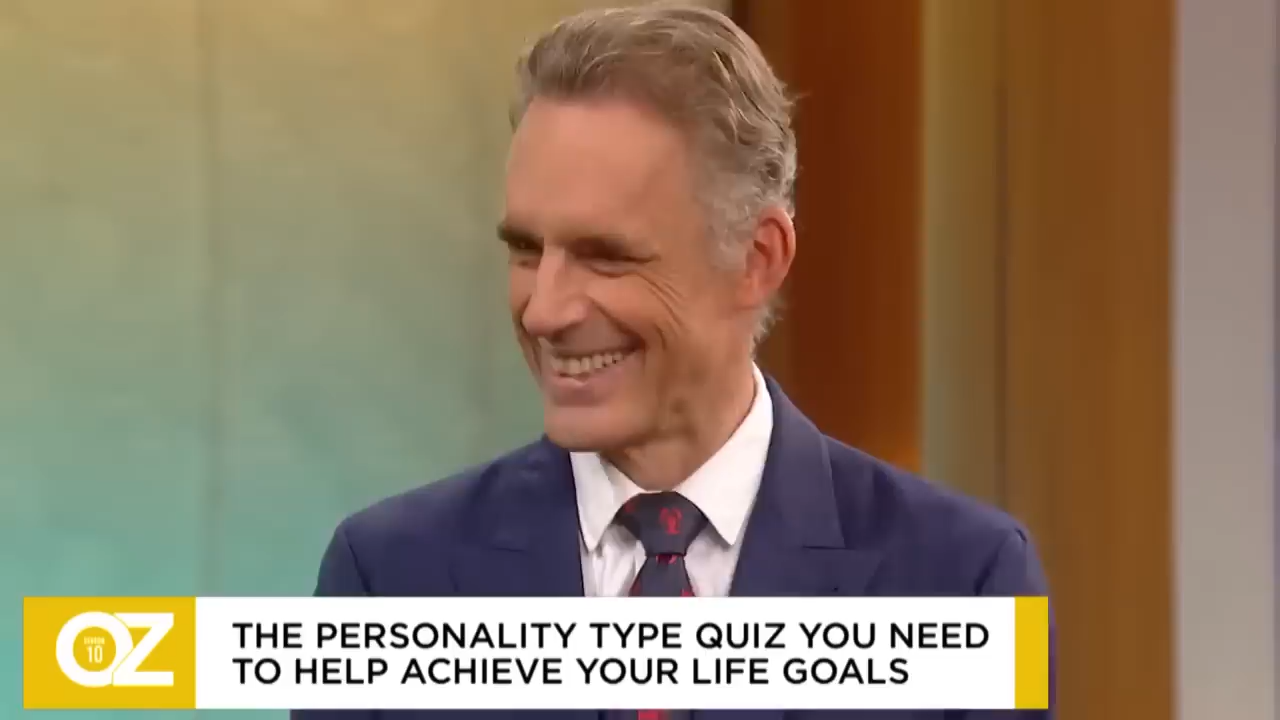 OZ
SEASON
10
THE PERSONALITY TYPE QUIZ YOU NEED
TO HELP ACHIEVE YOUR LIFE GOALS